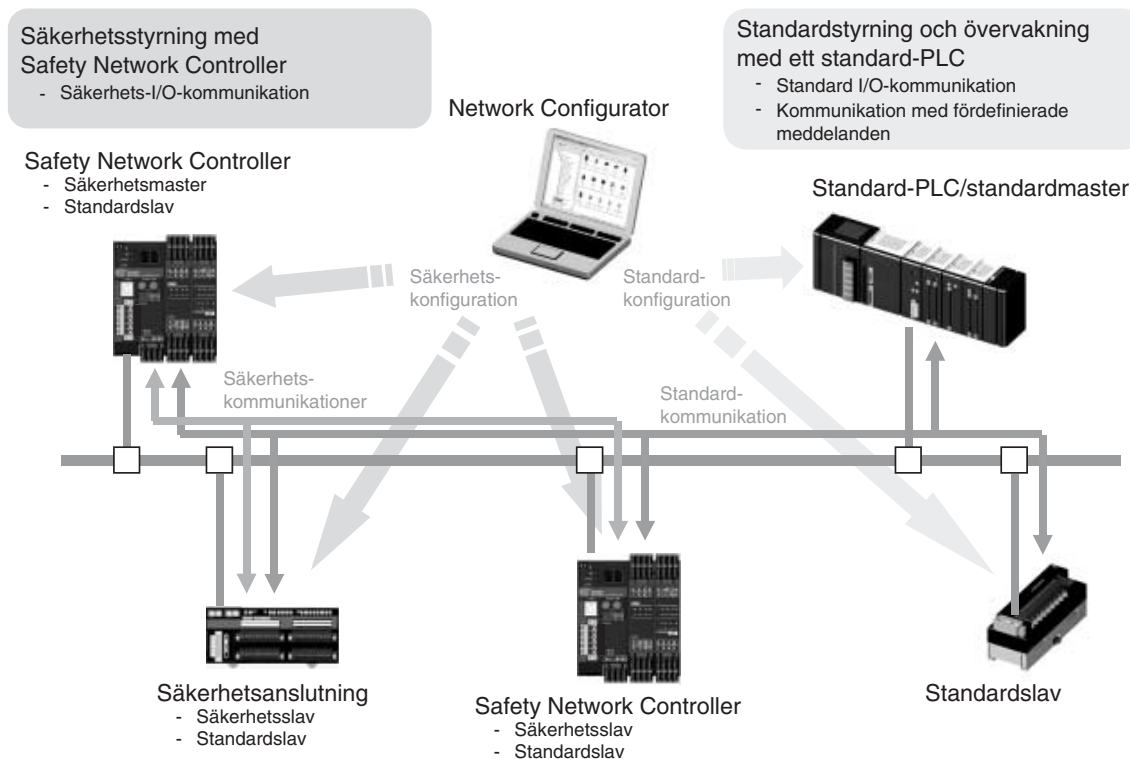 Säkerhetsstyrning med
Safety Network Controller
- Säkerhets-I/O-kommunikation
Standardstyrning och övervakning
med ett standard-PLC
- Standard I/O-kommunikation
- Kommunikation med fördefinierade
meddelanden
Network Configurator
Safety Network Controller
- Säkerhetsmaster
- Standardslav
Standard-PLC/standardmaster
Säkerhets-
konfiguration
Standard-
konfiguration
Säkerhets-
kommunikationer
Standard-
kommunikation
Säkerhetsanslutning
- Säkerhetsslav
- Standardslav
Safety Network Controller
- Säkerhetsslav
- Standardslav
Standardslav